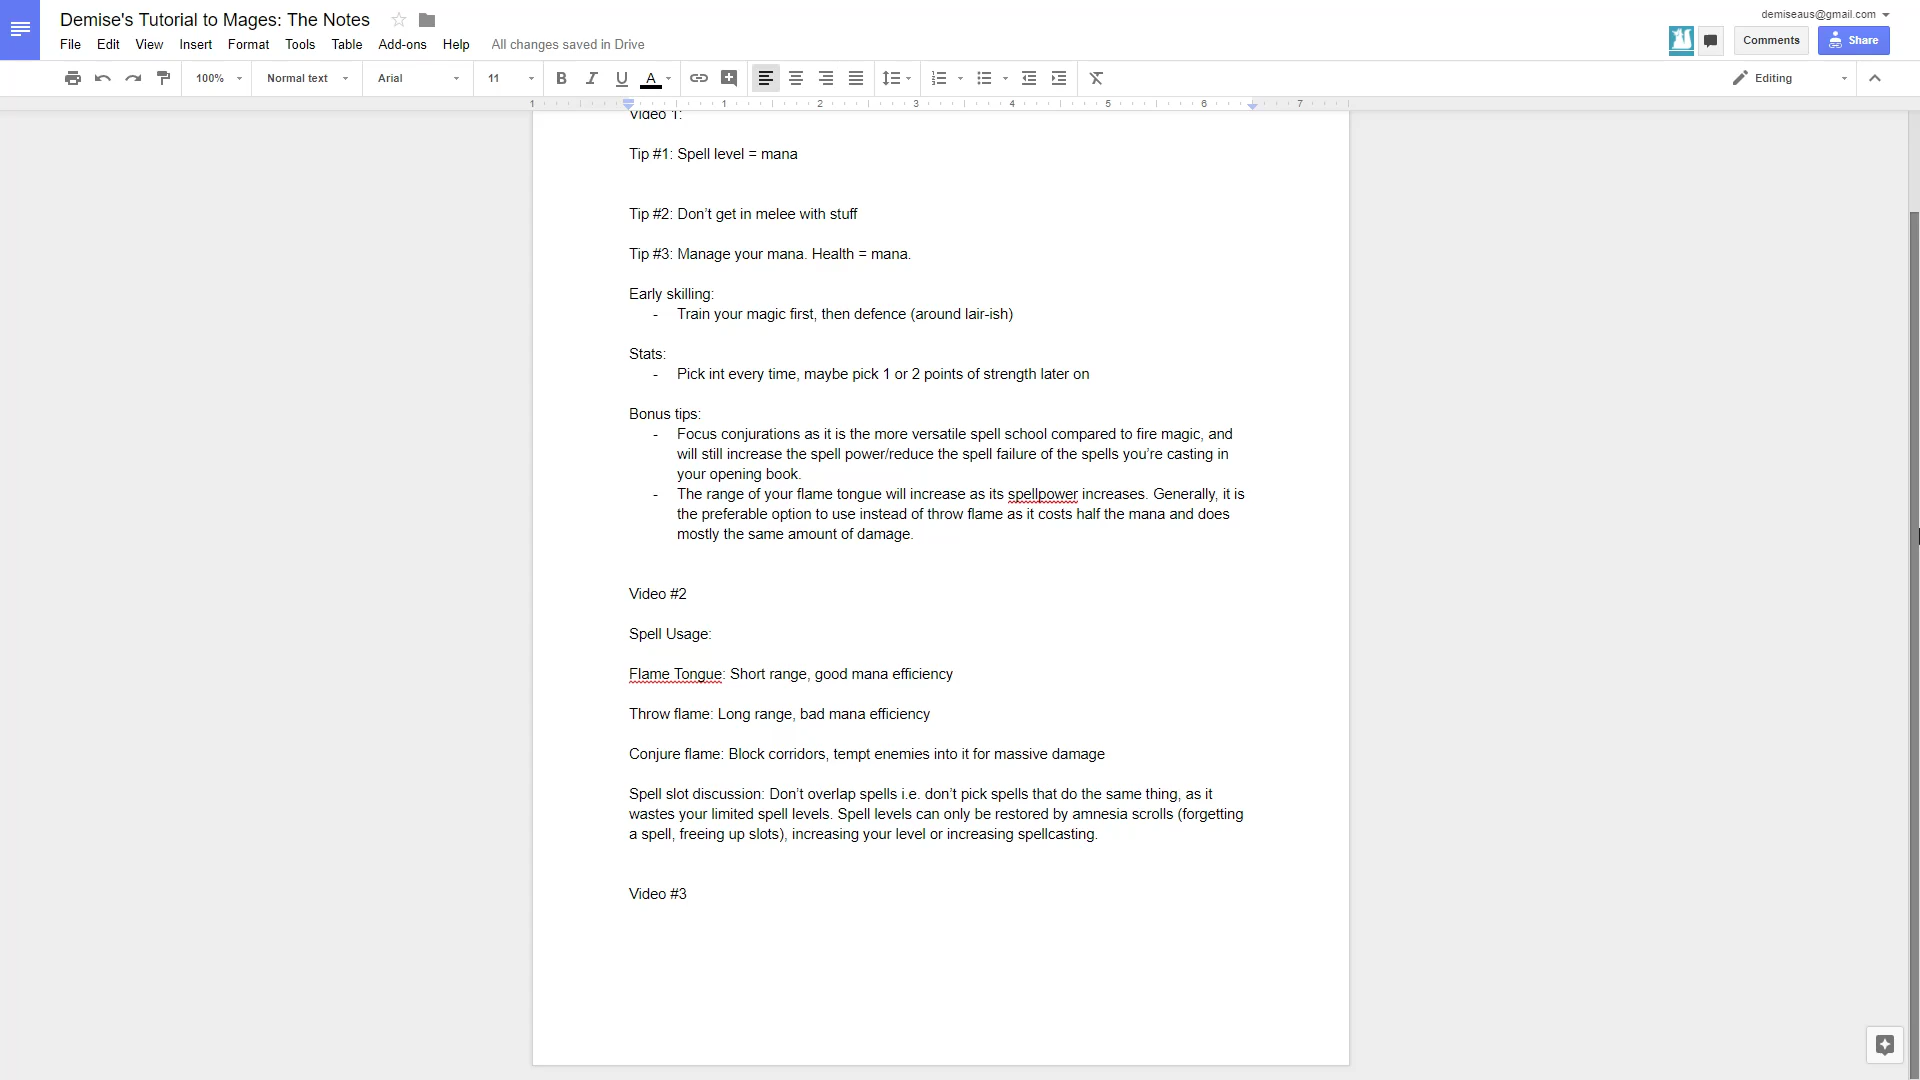 Demise's Tutorial to Mages: The Notes
demiseaus@gmail.com
File Edit View Insert Format Tools Table Add-ons Help All changes saved in Drive
Comments Share
100% Normal text Arial 11 B I U A Editing
1 1 2 3 4 5 6 7
Video 1:
Tip #1: Spell level = mana
Tip #2: Don't get in melee with stuff
Tip #3: Manage your mana. Health = mana.
Early skilling:
- Train your magic first, then defence (around lair-ish)
Stats:
- Pick int every time, maybe pick 1 or 2 points of strength later on
Bonus tips:
- Focus conjurations as it is the more versatile spell school compared to fire magic, and
will still increase the spell power/reduce the spell failure of the spells you're casting in
your opening book.
- The range of your flame tongue will increase as its spellpower increases. Generally, it is
the preferable option to use instead of throw flame as it costs half the mana and does
mostly the same amount of damage.
Video #2
Spell Usage:
Flame Tongue: Short range, good mana efficiency
Throw flame: Long range, bad mana efficiency
Conjure flame: Block corridors, tempt enemies into it for massive damage
Spell slot discussion: Don't overlap spells i.e. don't pick spells that do the same thing, as it
wastes your limited spell levels. Spell levels can only be restored by amnesia scrolls (forgetting
a spell, freeing up slots), increasing your level or increasing spellcasting.
Video #3